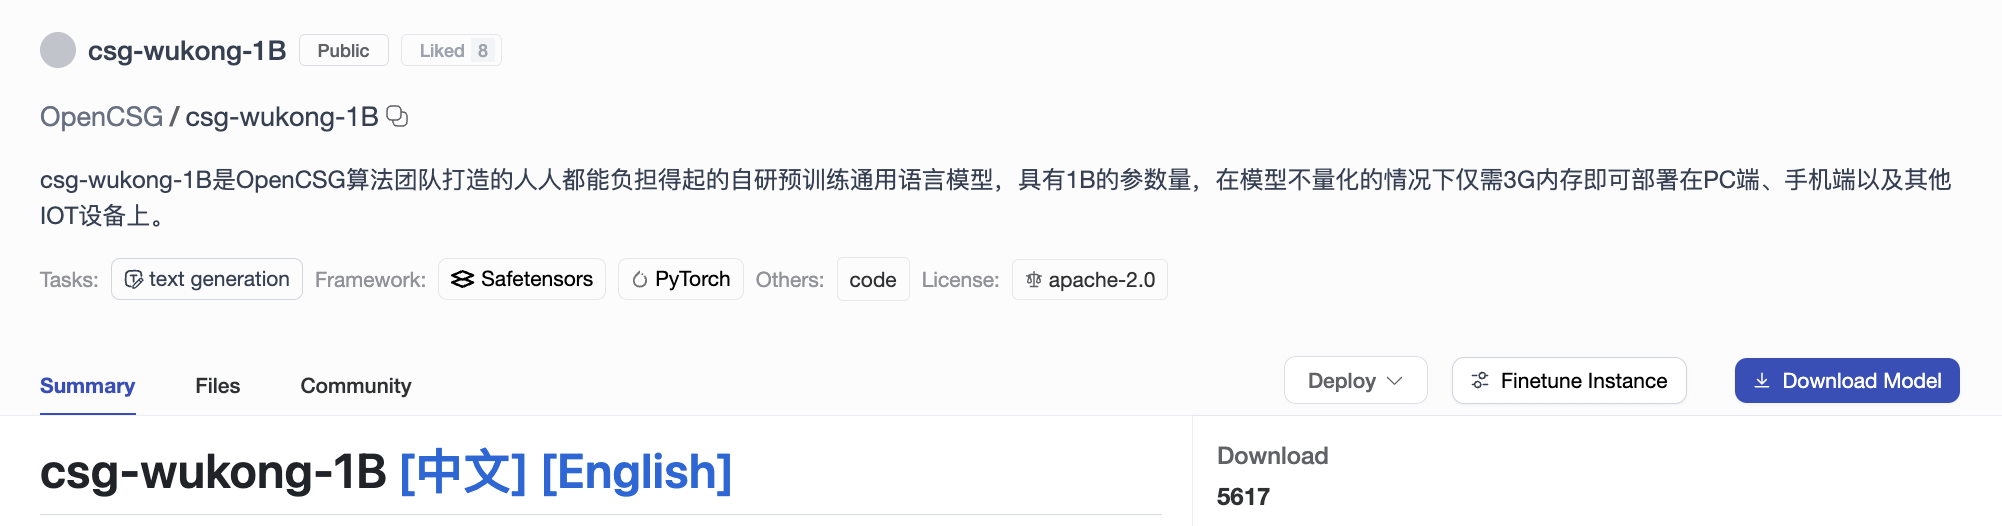 csg-wukong-1B Public Liked 8
OpenCSG / csg-wukong-1B
csg-wukong-1B是OpenCSG算法团队打造的人人都能负担得起的自研预训练通用语言模型，具有1B的参数量，在模型不量化的情况下仅需3G内存即可部署在PC端、手机端以及其他
IOT设备上。
Tasks: text generation Framework: Safetensors PyTorch Others: code License: apache-2.0
Summary Files Community Deploy Finetune Instance Download Model
csg-wukong-1B [中文] [English]
Download
5617